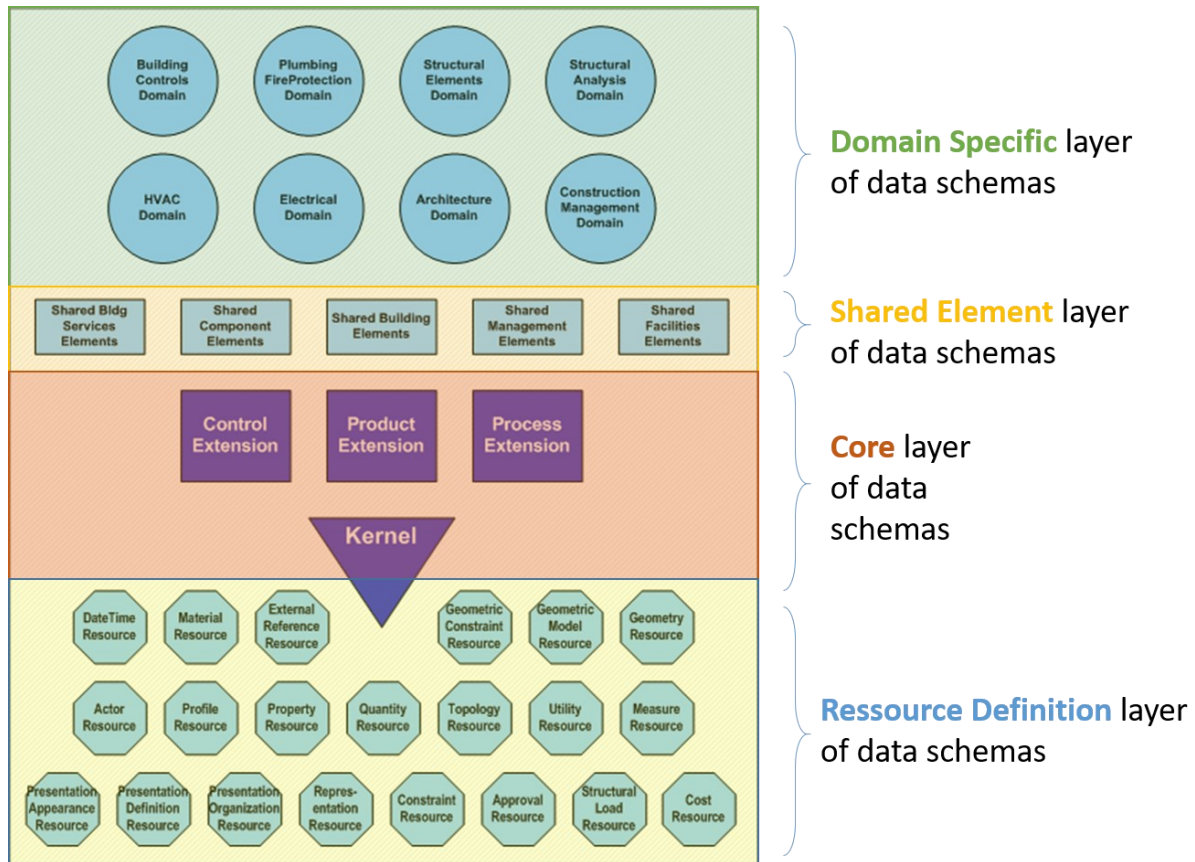 Building
Controls
Domain
Plumbing
FireProtection
Domain
Structural
Elements
Domain
Structural
Analysis
Domain
HVAC
Domain
Electrical
Domain
Architecture
Domain
Construction
Management
Domain
Domain Specific layer
of data schemas
Shared Bldg
Services
Elements
Shared
Component
Elements
Shared Building
Elements
Shared
Management
Elements
Shared
Facilities
Elements
Shared Element layer
of data schemas
Control
Extension
Product
Extension
Process
Extension
Kernel
Core layer
of data
schemas
DateTime
Resource
Material
Resource
External
Reference
Resource
Geometric
Constraint
Resource
Geometric
Model
Resource
Geometry
Resource
Actor
Resource
Profile
Resource
Property
Resource
Quantity
Resource
Topology
Resource
Utility
Resource
Measure
Resource
Presentation
Appearance
Resource
Presentation
Definition
Resource
Presentation
Organization
Resource
Repres-
entation
Resource
Constraint
Resource
Approval
Resource
Structural
Load
Resource
Cost
Resource
Ressource Definition layer
of data schemas